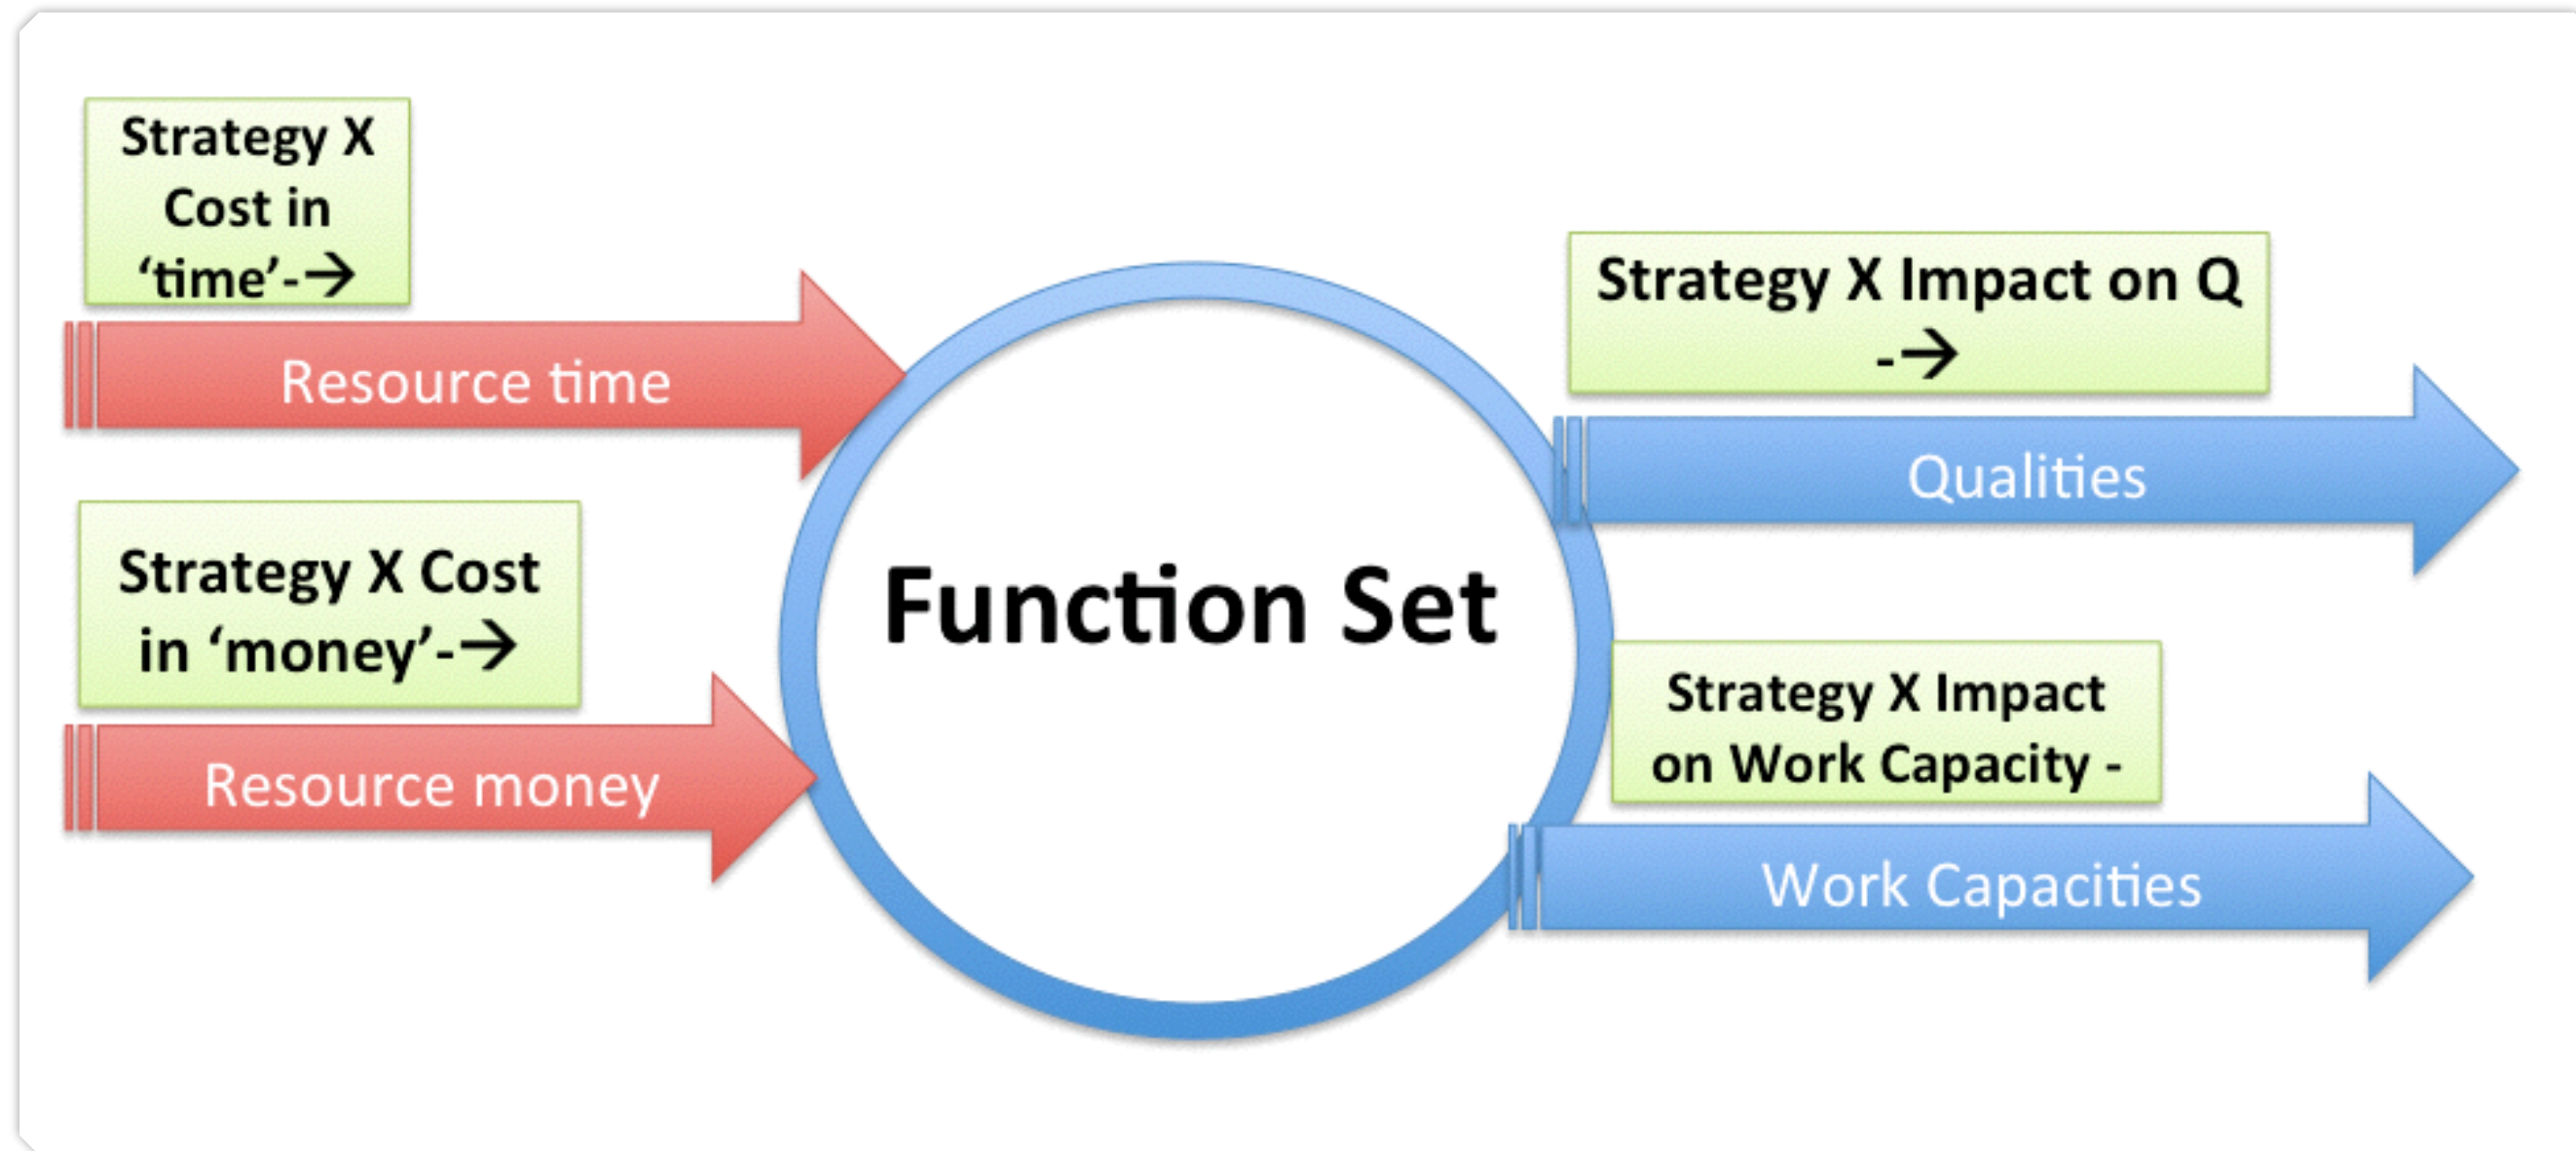 Strategy X
Cost in
‘time’-→
Resource time
Strategy X Cost
in ‘money’-→
Resource money
Function Set
Strategy X Impact on Q
-→
Qualities
Strategy X Impact
on Work Capacity -
Work Capacities